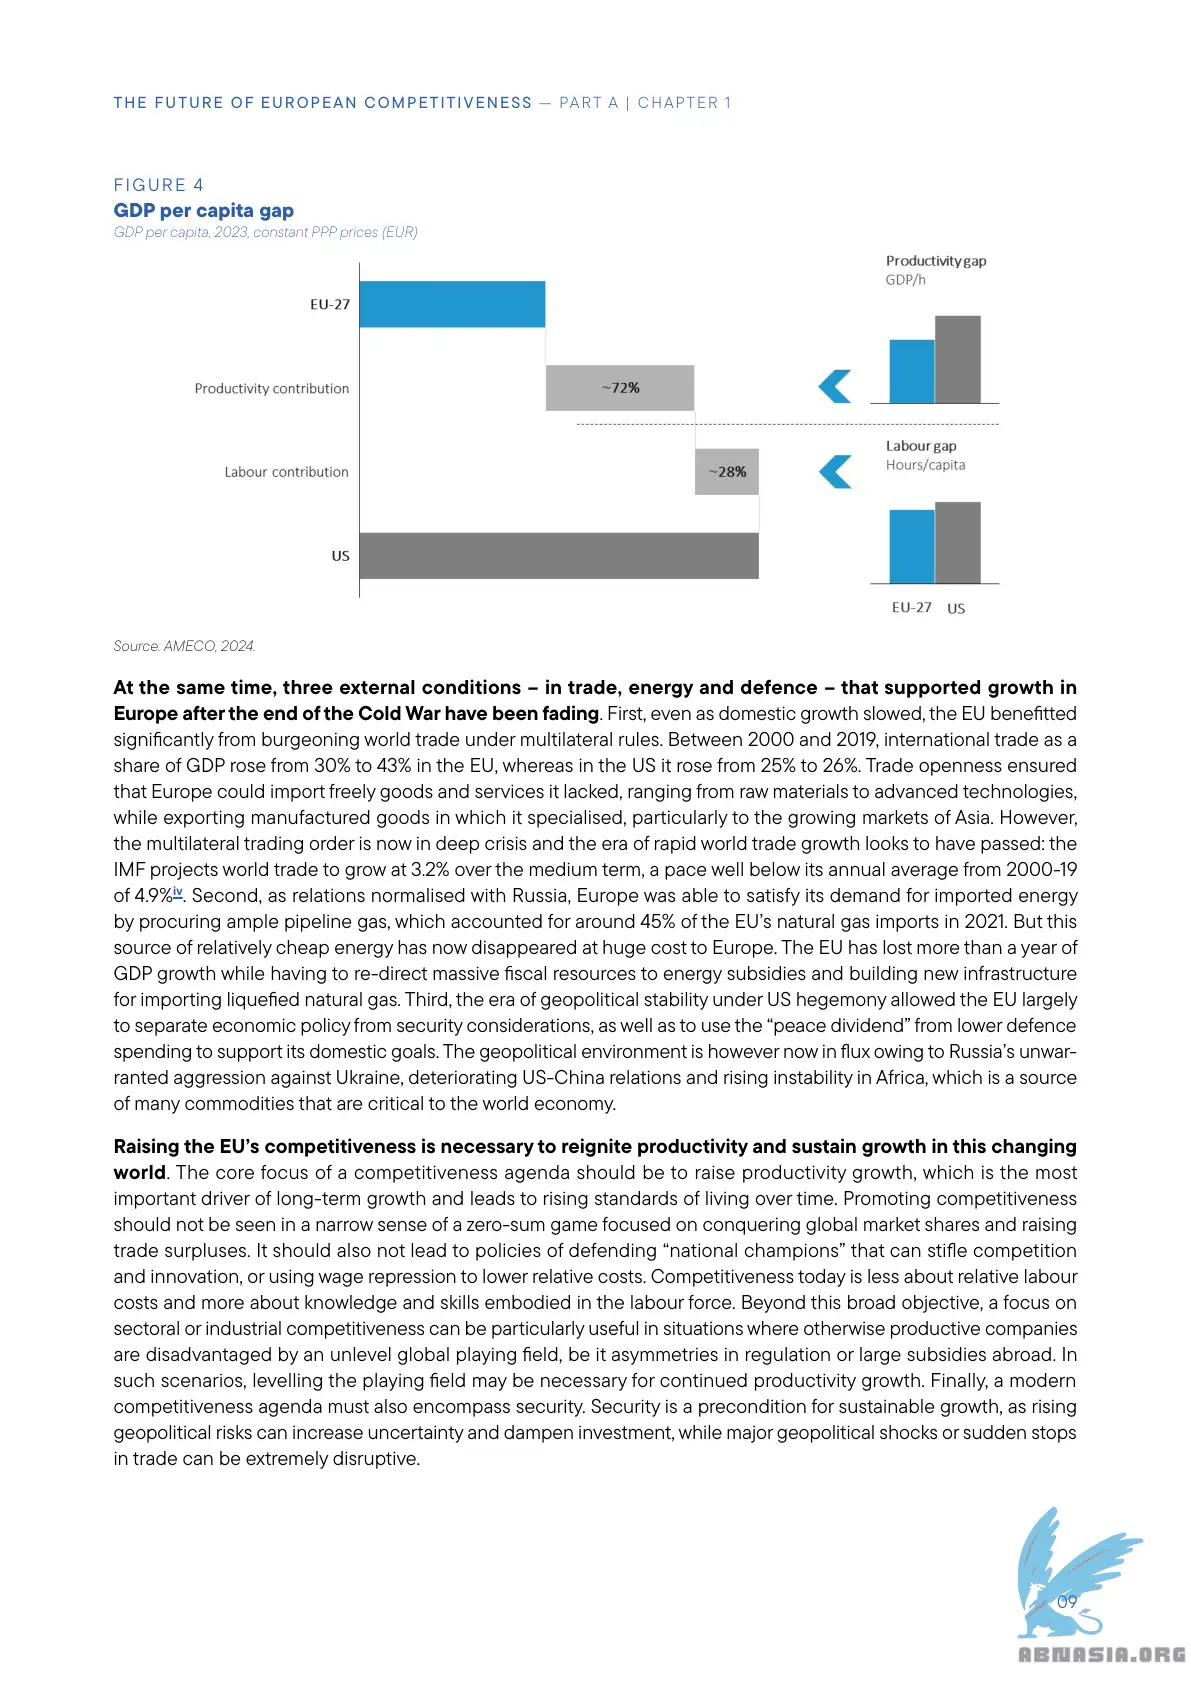 THE FUTURE OF EUROPEAN COMPETITIVENESS — PART A | CHAPTER 1
FIGURE 4
GDP per capita gap
GDP per capita, 2023, constant PPP prices (EUR)
EU-27
Productivity contribution
~72%
Labour contribution
~28%
US
Productivity gap
GDP/h
Labour gap
Hours/capita
EU-27 US
Source: AMECO, 2024.
At the same time, three external conditions – in trade, energy and defence – that supported growth in
Europe after the end of the Cold War have been fading. First, even as domestic growth slowed, the EU benefitted
significantly from burgeoning world trade under multilateral rules. Between 2000 and 2019, international trade as a
share of GDP rose from 30% to 43% in the EU, whereas in the US it rose from 25% to 26%. Trade openness ensured
that Europe could import freely goods and services it lacked, ranging from raw materials to advanced technologies,
while exporting manufactured goods in which it specialised, particularly to the growing markets of Asia. However,
the multilateral trading order is now in deep crisis and the era of rapid world trade growth looks to have passed: the
IMF projects world trade to grow at 3.2% over the medium term, a pace well below its annual average from 2000-19
of 4.9%iv. Second, as relations normalised with Russia, Europe was able to satisfy its demand for imported energy
by procuring ample pipeline gas, which accounted for around 45% of the EU’s natural gas imports in 2021. But this
source of relatively cheap energy has now disappeared at huge cost to Europe. The EU has lost more than a year of
GDP growth while having to re-direct massive fiscal resources to energy subsidies and building new infrastructure
for importing liquefied natural gas. Third, the era of geopolitical stability under US hegemony allowed the EU largely
to separate economic policy from security considerations, as well as to use the “peace dividend” from lower defence
spending to support its domestic goals. The geopolitical environment is however now in flux owing to Russia’s unwar-
ranted aggression against Ukraine, deteriorating US-China relations and rising instability in Africa, which is a source
of many commodities that are critical to the world economy.
Raising the EU’s competitiveness is necessary to reignite productivity and sustain growth in this changing
world. The core focus of a competitiveness agenda should be to raise productivity growth, which is the most
important driver of long-term growth and leads to rising standards of living over time. Promoting competitiveness
should not be seen in a narrow sense of a zero-sum game focused on conquering global market shares and raising
trade surpluses. It should also not lead to policies of defending “national champions” that can stifle competition
and innovation, or using wage repression to lower relative costs. Competitiveness today is less about relative labour
costs and more about knowledge and skills embodied in the labour force. Beyond this broad objective, a focus on
sectoral or industrial competitiveness can be particularly useful in situations where otherwise productive companies
are disadvantaged by an unlevel global playing field, be it asymmetries in regulation or large subsidies abroad. In
such scenarios, levelling the playing field may be necessary for continued productivity growth. Finally, a modern
competitiveness agenda must also encompass security. Security is a precondition for sustainable growth, as rising
geopolitical risks can increase uncertainty and dampen investment, while major geopolitical shocks or sudden stops
in trade can be extremely disruptive.
09
ABNASIA.ORG